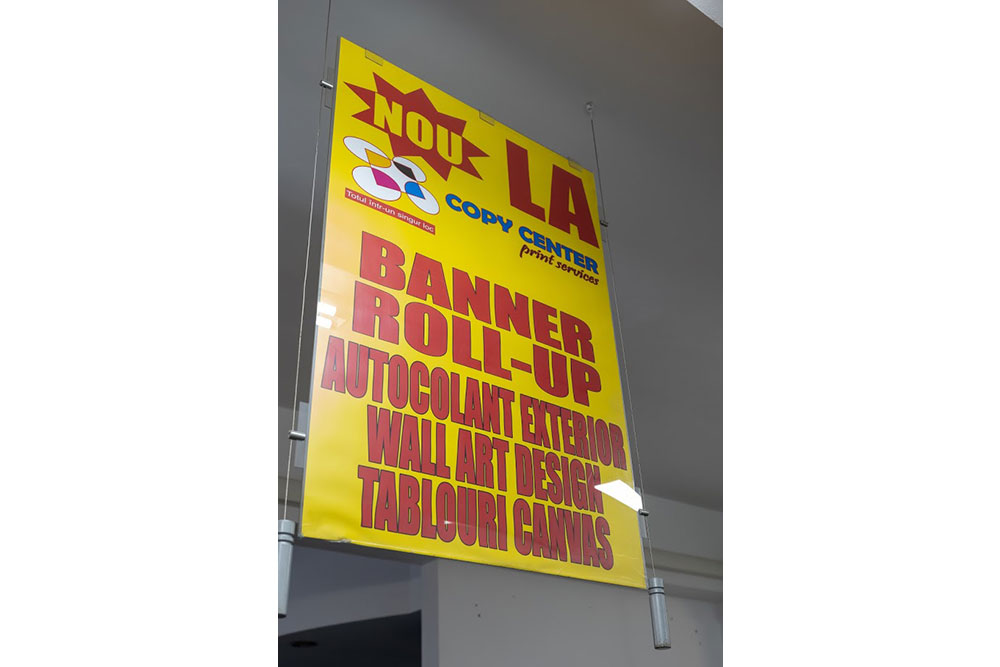 NOU
LA
Totul într-un singur loc
COPY CENTER
print services
BANNER
ROLL-UP
AUTOCOLANT EXTERIOR
WALL ART DESIGN
TABLOURI CANVAS